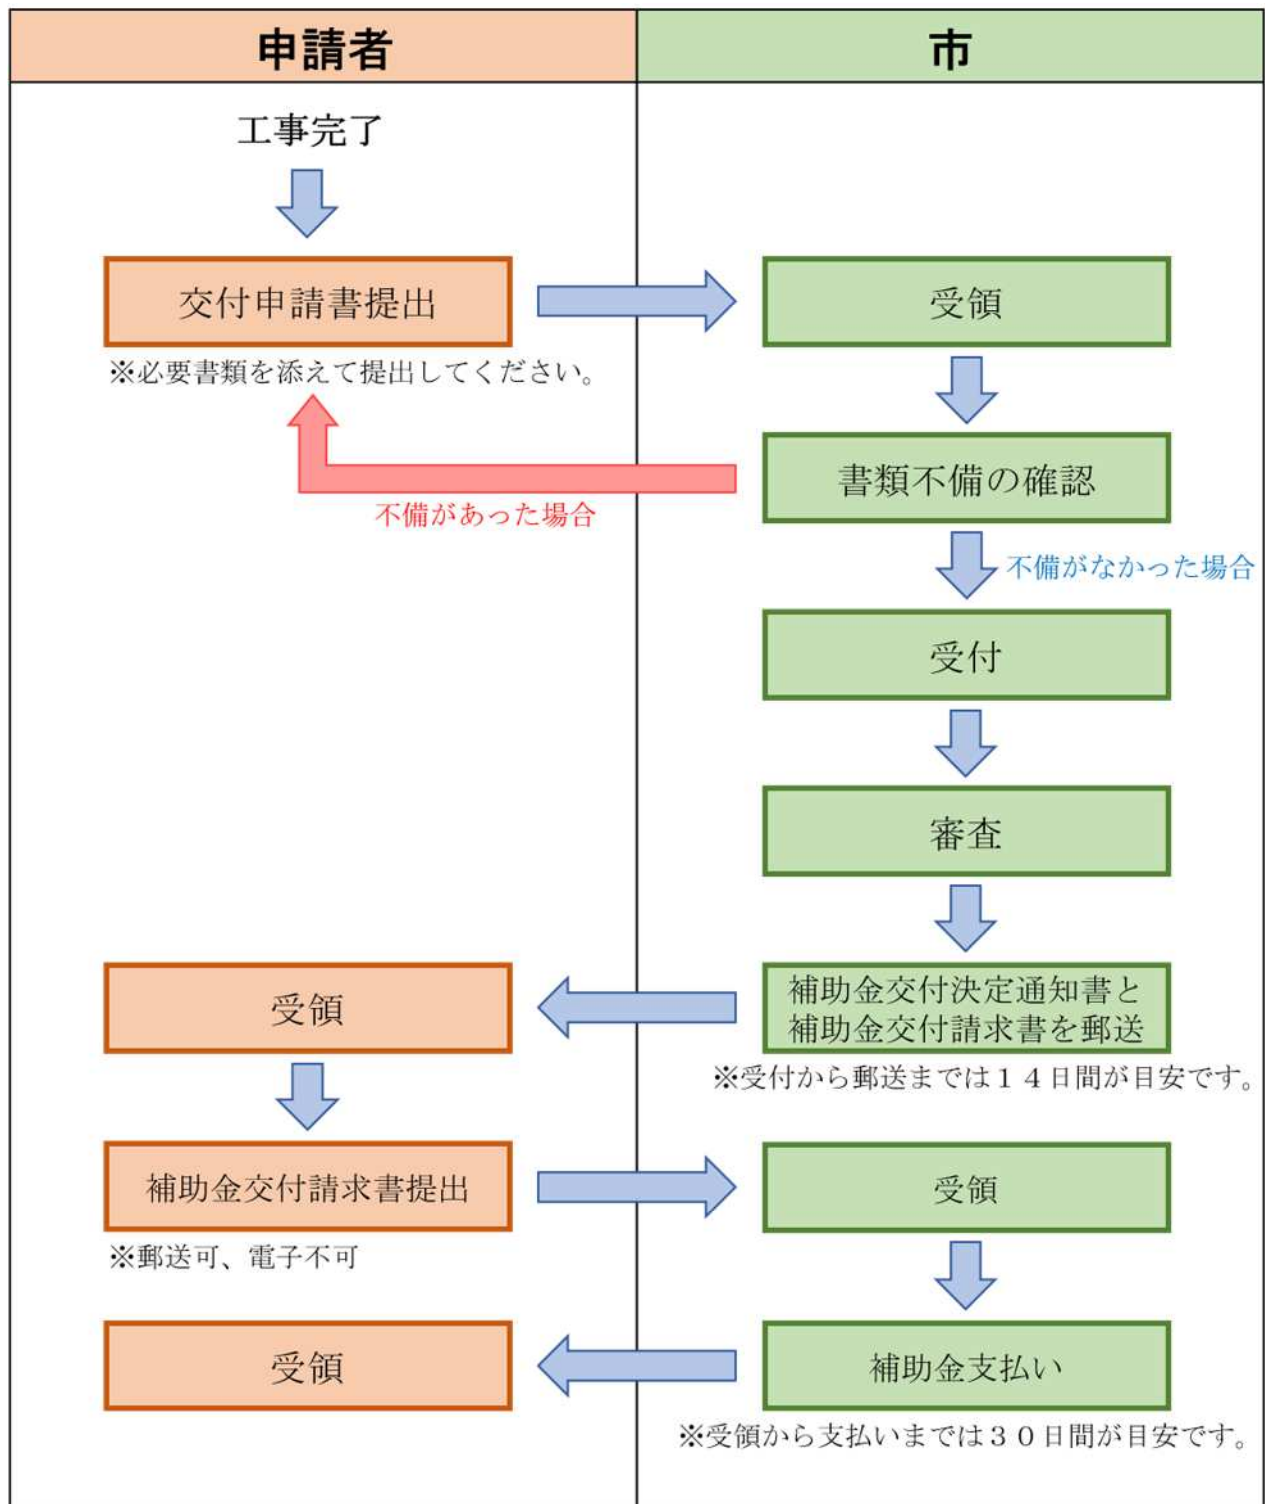 申請者
市
工事完了
交付申請書提出
受領
※必要書類を添えて提出してください。
書類不備の確認
不備があった場合
不備がなかった場合
受付
審査
補助金交付決定通知書と
補助金交付請求書を郵送
受領
※受付から郵送までは１４日間が目安です。
補助金交付請求書提出
受領
※郵送可、電子不可
補助金支払い
受領
※受領から支払いまでは３０日間が目安です。